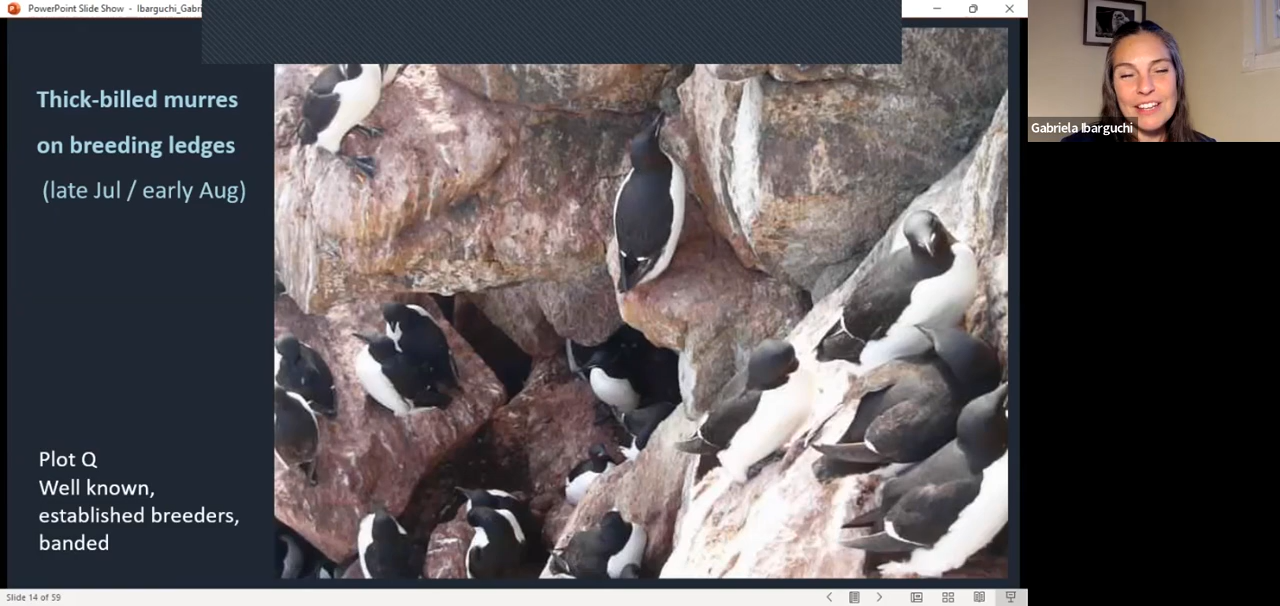 PowerPoint Slide Show - Ibarguchi_Gabri
Thick-billed murres
on breeding ledges
(late Jul / early Aug)
Gabriela Ibarguchi
Plot Q
Well known,
established breeders,
banded
Slide 14 of 59